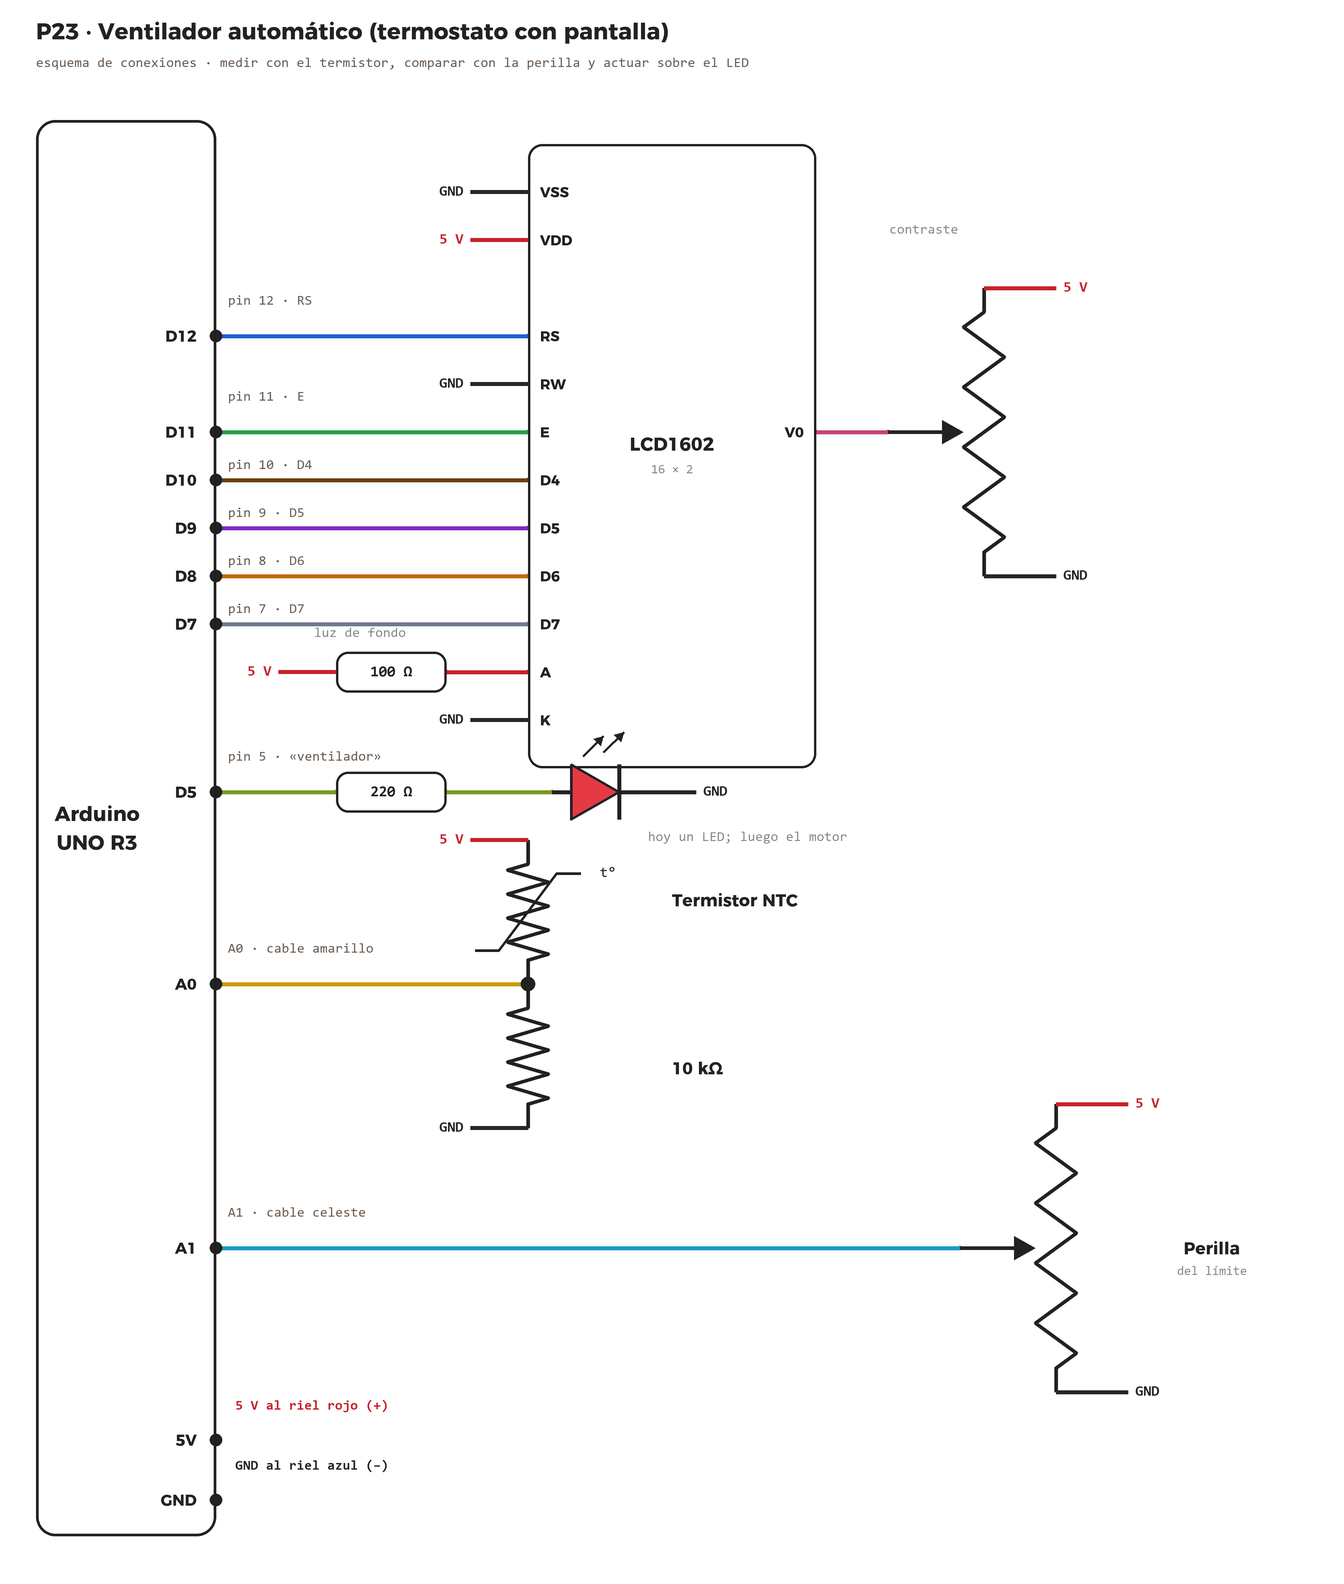 P23 · Ventilador automático (termostato con pantalla)
esquema de conexiones · medir con el termistor, comparar con la perilla y actuar sobre el LED
GND
VSS
5 V
VDD
contraste
5 V
pin 12 · RS
D12
RS
GND
RW
pin 11 · E
D11
E
LCD1602
16 × 2
V0
pin 10 · D4
D10
D4
pin 9 · D5
D9
D5
pin 8 · D6
D8
D6
GND
pin 7 · D7
D7
D7
luz de fondo
5 V
100 Ω
A
GND
K
pin 5 · «ventilador»
D5
220 Ω
GND
Arduino
UNO R3
hoy un LED; luego el motor
5 V
t°
Termistor NTC
A0 · cable amarillo
A0
10 kΩ
GND
5 V
A1 · cable celeste
A1
Perilla
del límite
GND
5 V al riel rojo (+)
5V
GND al riel azul (−)
GND